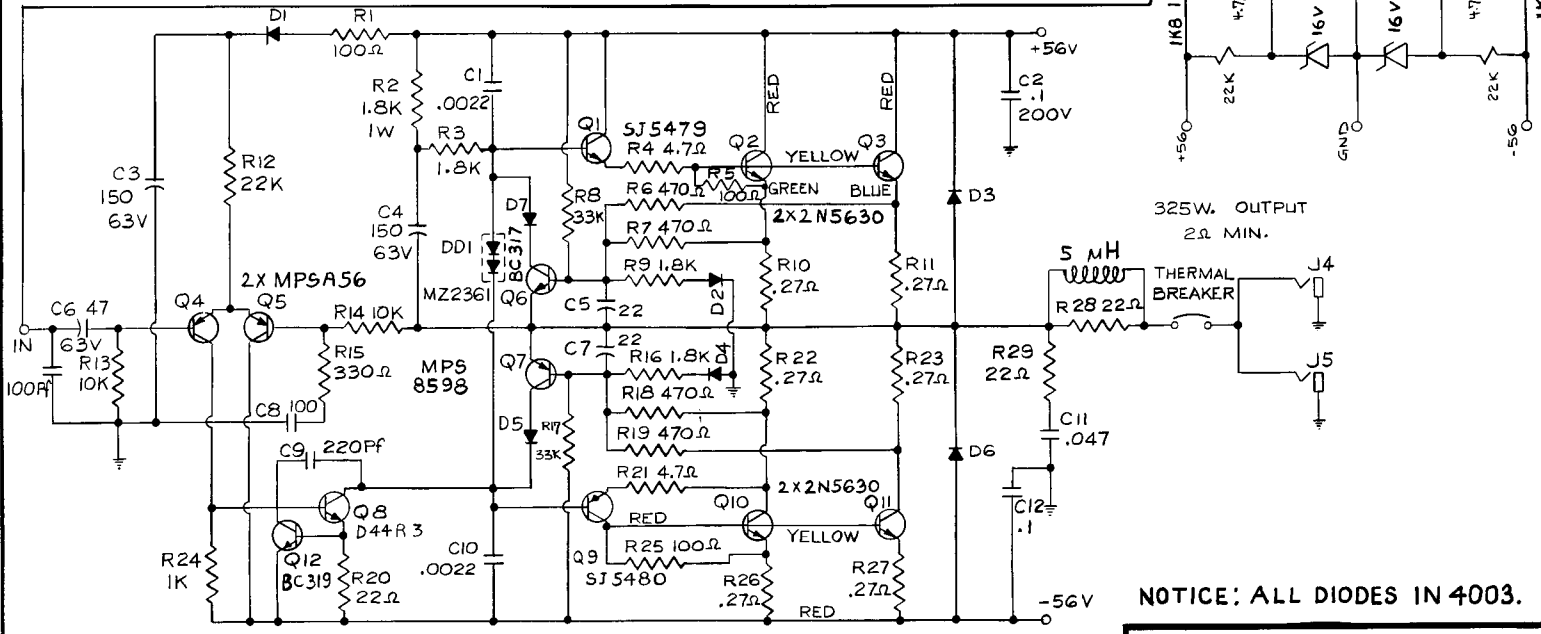 D1
R1
100Ω
+56V
R2
1.8K
1W
C1
.0022
R3
1.8K
C2
.1
200V
RED
RED
Q1
SJ5479
R4 4.7Ω
Q2
YELLOW
Q3
R5
100Ω
GREEN
BLUE
R12
22K
C3
150
63V
C4
150
63V
D7
R8
33K
R6 470Ω
2X2N5630
R7 470Ω
DD1
BC317
MZ2361
Q6
R9 1.8K
D2
C5
22
R10
.27Ω
R11
.27Ω
D3
2X MPSA56
Q4
Q5
C6 47
63V
IN
R13
10K
100Pf
R14 10K
R15
330Ω
C8
100
MPS
8598
Q7
C7
22
R16 1.8K
D4
R18 470Ω
R19 470Ω
R22
.27Ω
R23
.27Ω
D5
R17
33K
D6
5 MH
R28 22Ω
THERMAL
BREAKER
J4
J5
R29
22Ω
C11
.047
C12
.1
C9
220Pf
Q8
D44R3
Q12
BC319
R24
1K
R20
22Ω
C10
.0022
R21 4.7Ω
2X2N5630
Q9
SJ5480
RED
Q10
YELLOW
Q11
R25 100Ω
R26
.27Ω
R27
.27Ω
RED
-56V
1K8 1
4.7
16V
16V
4.7
1K
22K
22K
+56
GND
-56
325W. OUTPUT
2Ω MIN.
NOTICE: ALL DIODES IN 4003.